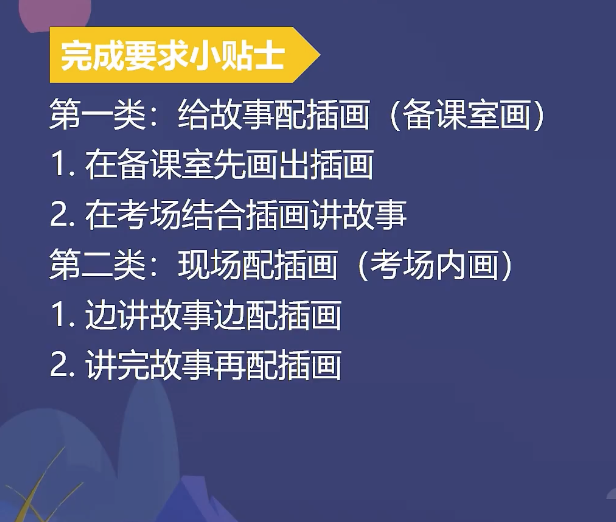 完成要求小贴士
第一类：给故事配插画（备课室画）
1. 在备课室先画出插画
2. 在考场结合插画讲故事
第二类：现场配插画（考场内画）
1. 边讲故事边配插画
2. 讲完故事再配插画